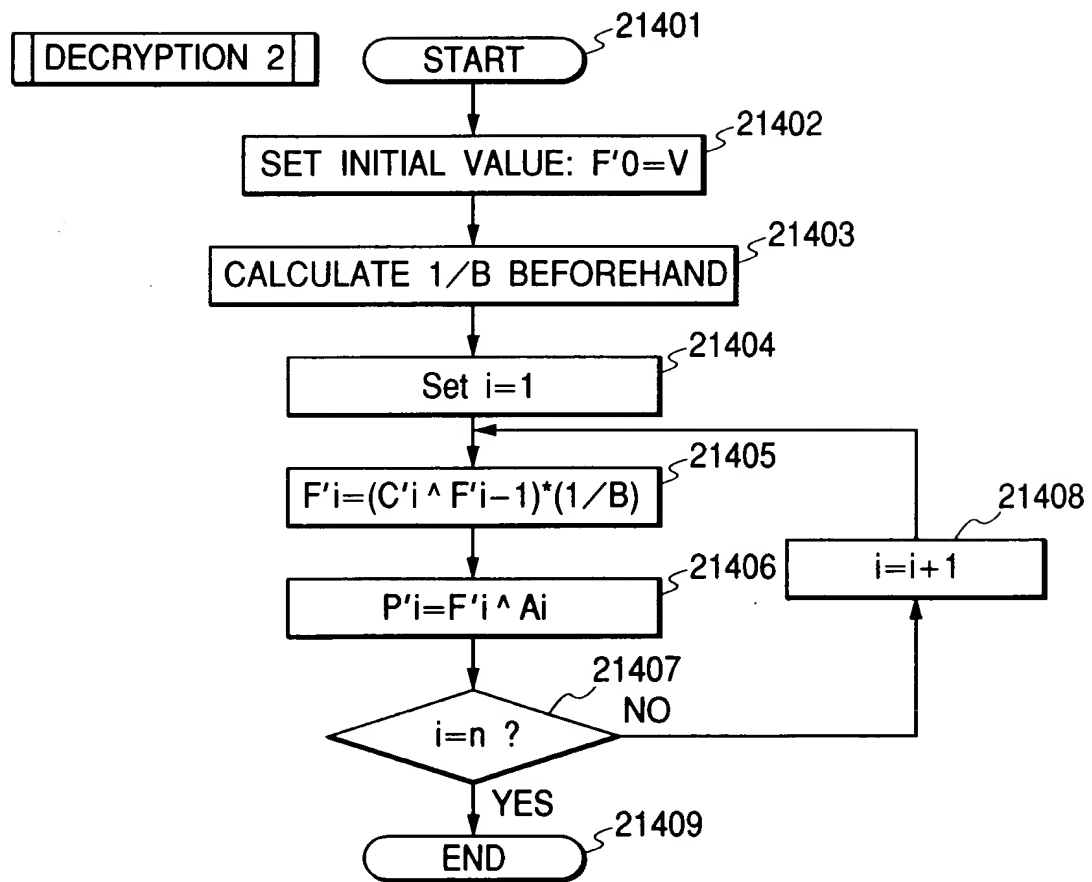 DECRYPTION 2
START
21401
SET INITIAL VALUE: F'0=V
21402
CALCULATE 1/B BEFOREHAND
21403
Set i=1
21404
F'i=(C'i ^ F'i-1)*(1/B)
21405
i=i+1
21408
P'i=F'i ^ Ai
21406
i=n ?
21407
NO
YES
END
21409